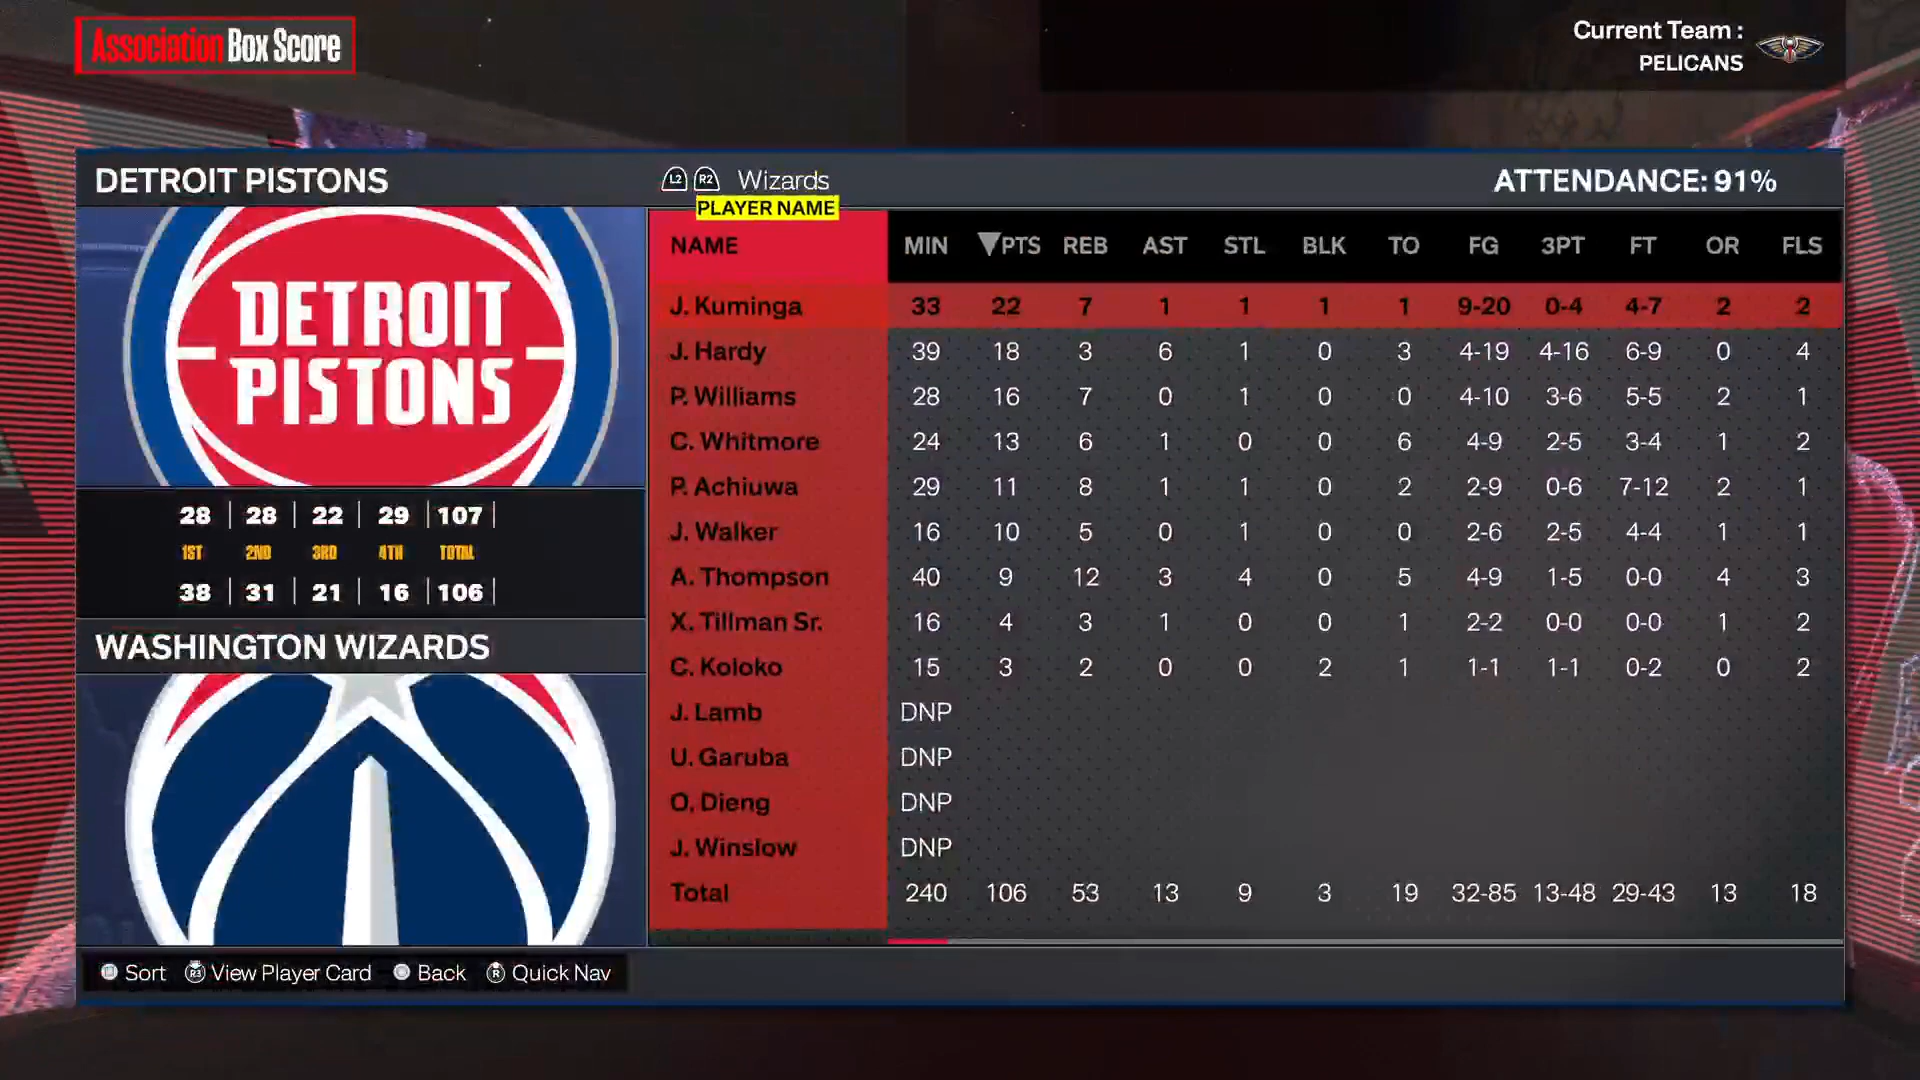 Association Box Score
Current Team :
PELICANS
DETROIT PISTONS
L2 R2 Wizards
ATTENDANCE: 91%
PLAYER NAME
NAME MIN PTS REB AST STL BLK TO FG 3PT FT OR FLS
J. Kuminga 33 22 7 1 1 1 1 9-20 0-4 4-7 2 2
J. Hardy 39 18 3 6 1 0 3 4-19 4-16 6-9 0 4
P. Williams 28 16 7 0 1 0 0 4-10 3-6 5-5 2 1
C. Whitmore 24 13 6 1 0 0 6 4-9 2-5 3-4 1 2
P. Achiuwa 29 11 8 1 1 0 2 2-9 0-6 7-12 2 1
J. Walker 16 10 5 0 1 0 0 2-6 2-5 4-4 1 1
A. Thompson 40 9 12 3 4 0 5 4-9 1-5 0-0 4 3
X. Tillman Sr. 16 4 3 1 0 0 1 2-2 0-0 0-0 1 2
C. Koloko 15 3 2 0 0 2 1 1-1 1-1 0-2 0 2
J. Lamb DNP
U. Garuba DNP
O. Dieng DNP
J. Winslow DNP
Total 240 106 53 13 9 3 19 32-85 13-48 29-43 13 18
DETROIT
PISTONS
28 28 22 29 107
1ST 2ND 3RD 4TH TOTAL
38 31 21 16 106
WASHINGTON WIZARDS
Sort R3 View Player Card Back R Quick Nav